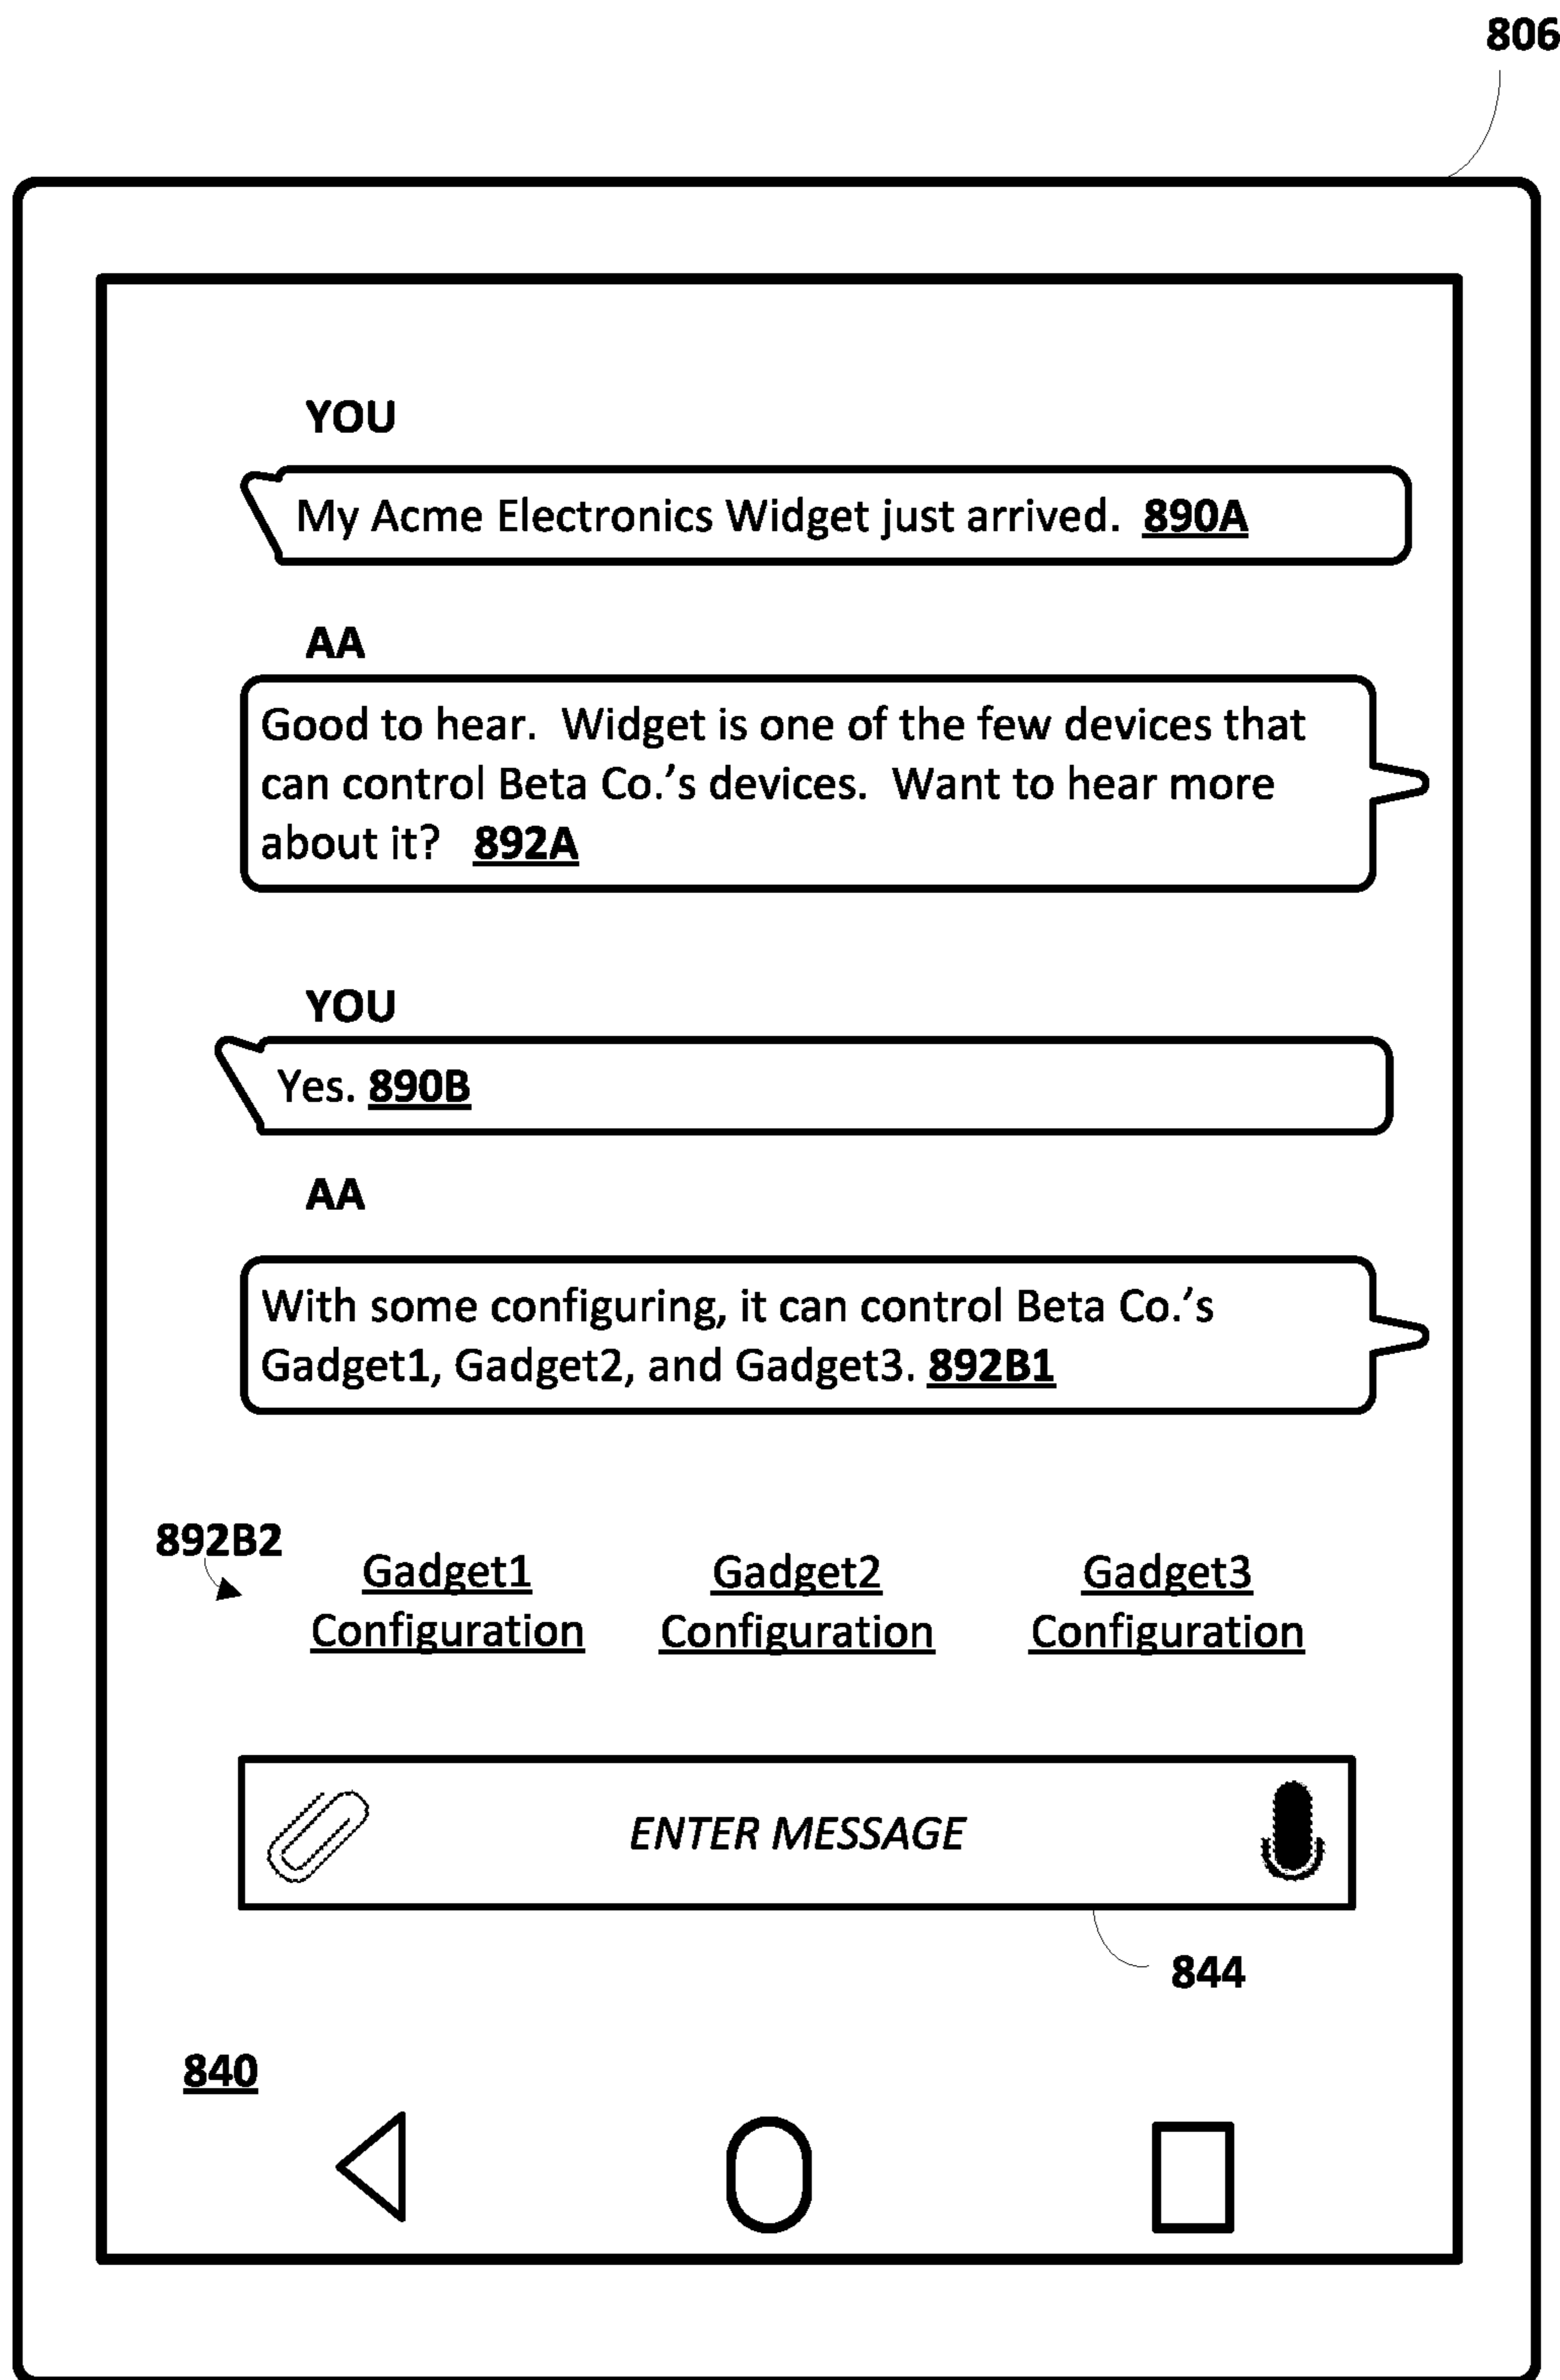 806
YOU
My Acme Electronics Widget just arrived. 890A
AA
Good to hear. Widget is one of the few devices that
can control Beta Co.'s devices. Want to hear more
about it? 892A
YOU
Yes. 890B
AA
With some configuring, it can control Beta Co.'s
Gadget1, Gadget2, and Gadget3. 892B1
892B2
Gadget1 Gadget2 Gadget3
Configuration Configuration Configuration
ENTER MESSAGE
844
840